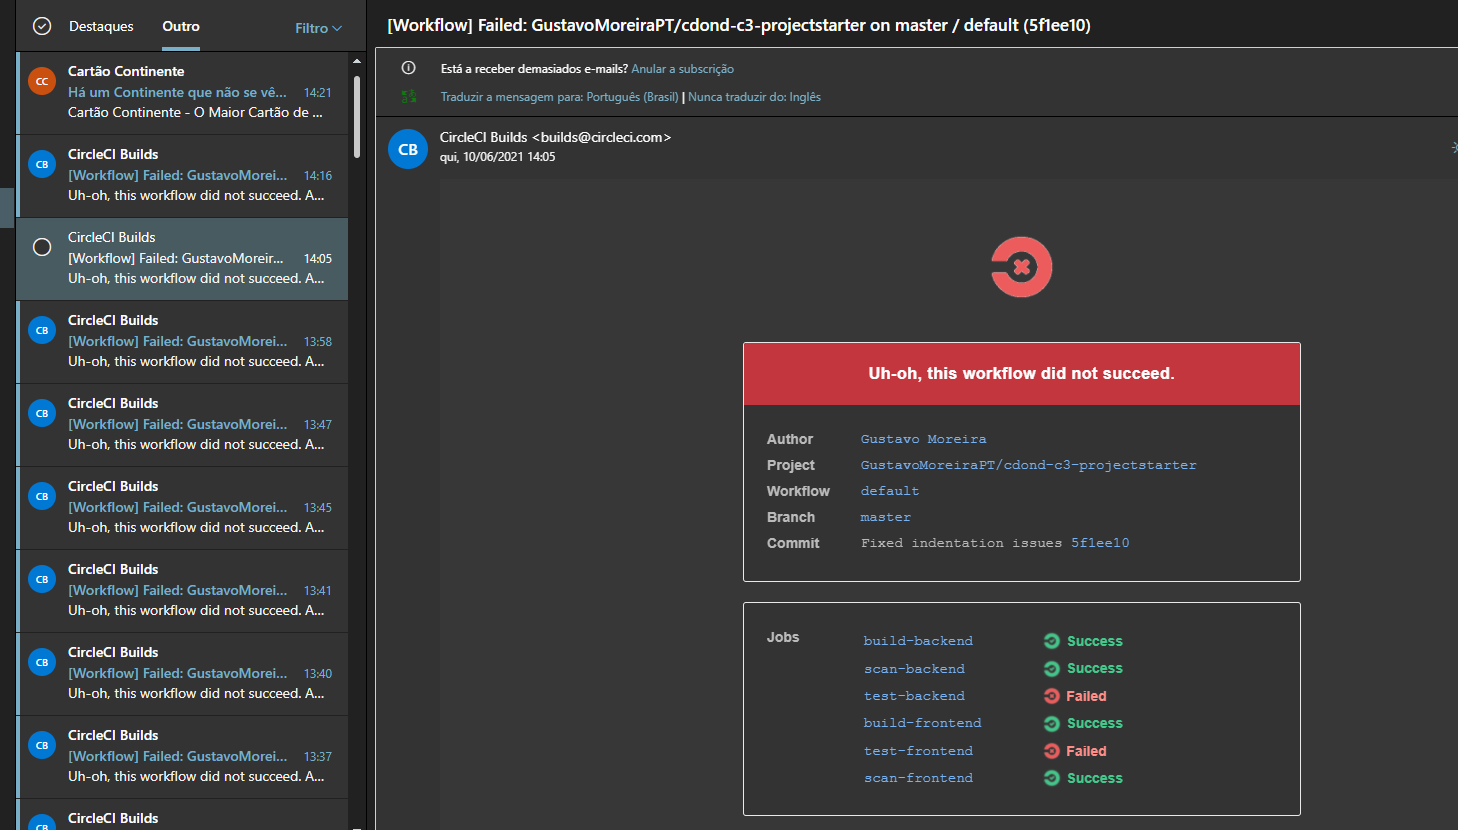 Destaques
Outro
Filtro
CC
Cartão Continente
Há um Continente que não se vê... 14:21
Cartão Continente - O Maior Cartão de ...
CB
CircleCI Builds
[Workflow] Failed: GustavoMorei... 14:16
Uh-oh, this workflow did not succeed. A...
CircleCI Builds
[Workflow] Failed: GustavoMoreir... 14:05
Uh-oh, this workflow did not succeed. A...
CB
CircleCI Builds
[Workflow] Failed: GustavoMorei... 13:58
Uh-oh, this workflow did not succeed. A...
CB
CircleCI Builds
[Workflow] Failed: GustavoMorei... 13:47
Uh-oh, this workflow did not succeed. A...
CB
CircleCI Builds
[Workflow] Failed: GustavoMorei... 13:45
Uh-oh, this workflow did not succeed. A...
CB
CircleCI Builds
[Workflow] Failed: GustavoMorei... 13:41
Uh-oh, this workflow did not succeed. A...
CB
CircleCI Builds
[Workflow] Failed: GustavoMorei... 13:40
Uh-oh, this workflow did not succeed. A...
CB
CircleCI Builds
[Workflow] Failed: GustavoMorei... 13:37
Uh-oh, this workflow did not succeed. A...
CB
CircleCI Builds
[Workflow] Failed: GustavoMoreiraPT/cdond-c3-projectstarter on master / default (5f1ee10)
Está a receber demasiados e-mails? Anular a subscrição
Traduzir a mensagem para: Português (Brasil) | Nunca traduzir do: Inglês
CB
CircleCI Builds <builds@circleci.com>
qui, 10/06/2021 14:05
Uh-oh, this workflow did not succeed.
Author Gustavo Moreira
Project GustavoMoreiraPT/cdond-c3-projectstarter
Workflow default
Branch master
Commit Fixed indentation issues 5f1ee10
Jobs
build-backend Success
scan-backend Success
test-backend Failed
build-frontend Success
test-frontend Failed
scan-frontend Success